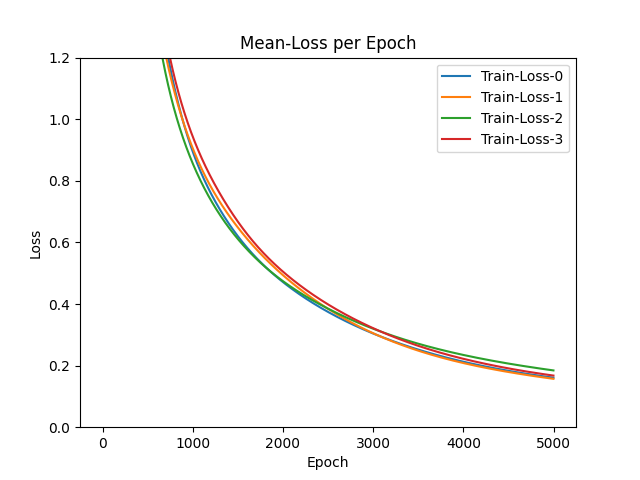 Mean-Loss per Epoch
1.2
1.0
0.8
0.6
0.4
0.2
0.0
Loss
Train-Loss-0
Train-Loss-1
Train-Loss-2
Train-Loss-3
0 1000 2000 3000 4000 5000
Epoch